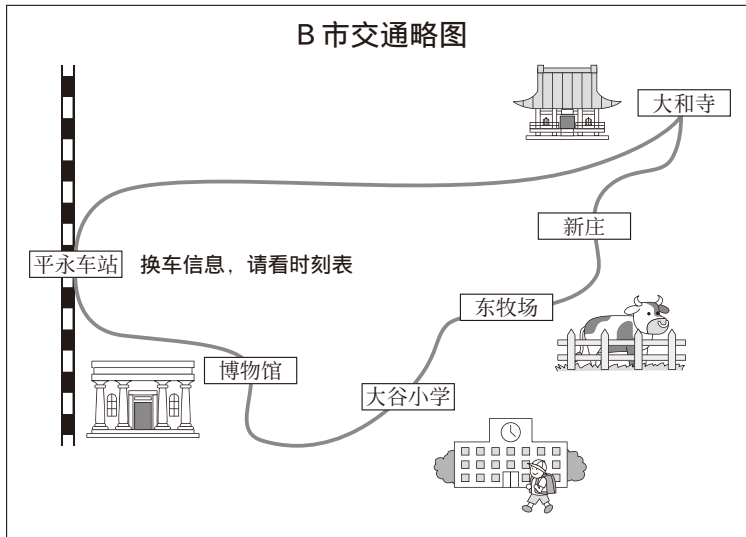 B市交通略图
大和寺
新庄
平永车站 换车信息，请看时刻表
东牧场
博物馆
大谷小学